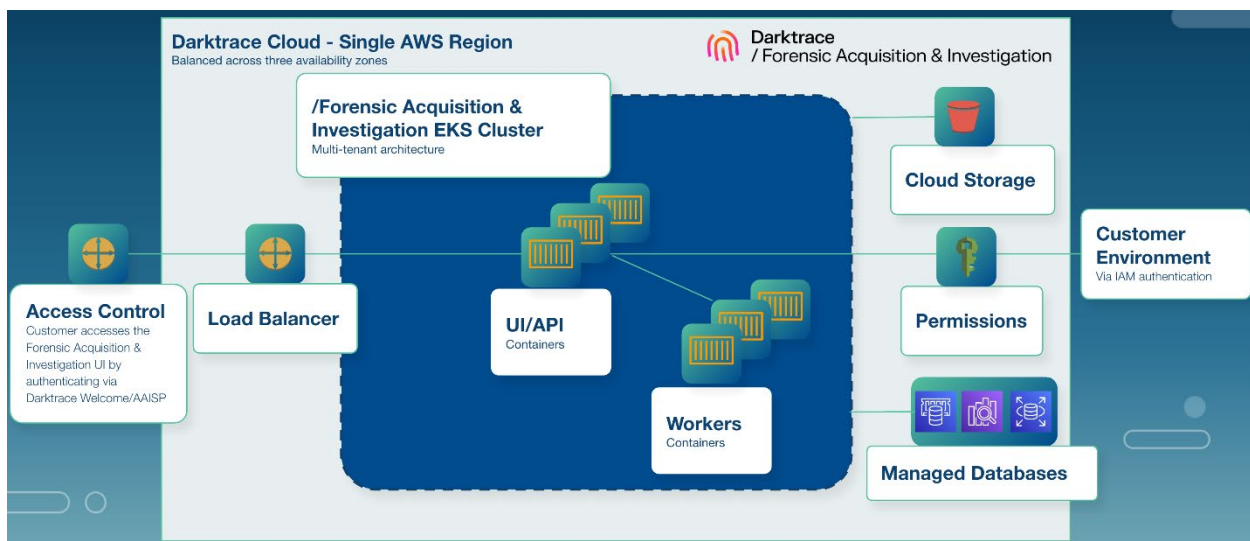 Darktrace Cloud - Single AWS Region
Balanced across three availability zones
Darktrace
/ Forensic Acquisition & Investigation
/Forensic Acquisition &
Investigation EKS Cluster
Multi-tenant architecture
Cloud Storage
Access Control
Customer accesses the
Forensic Acquisition &
Investigation UI by
authenticating via
Darktrace Welcome/AAISP
Load Balancer
UI/API
Containers
Workers
Containers
Permissions
Customer
Environment
Via IAM authentication
Managed Databases